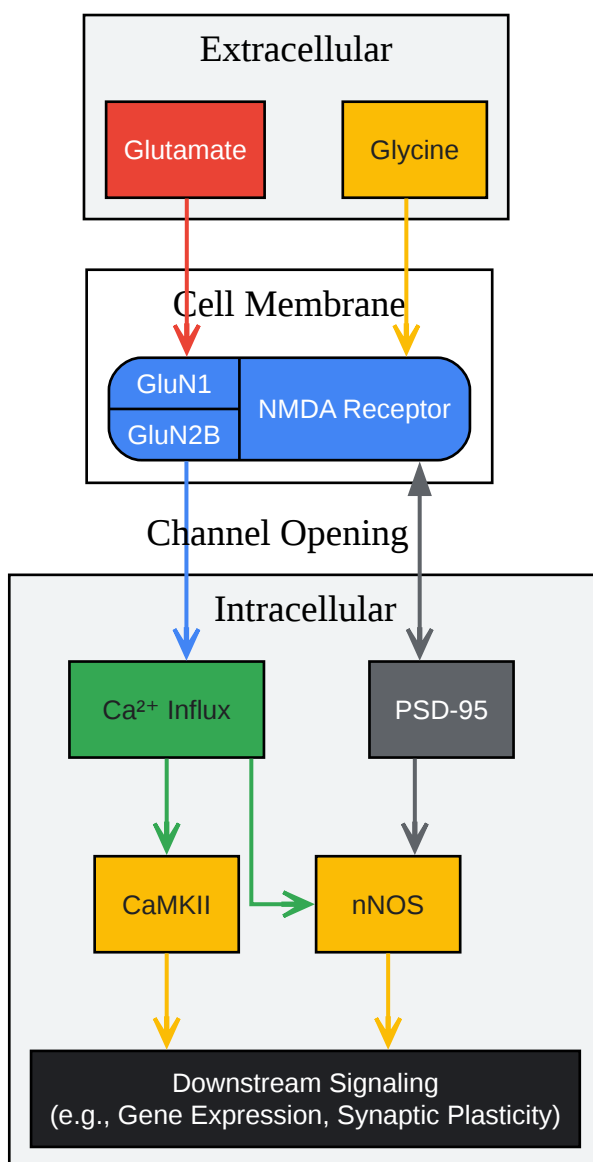 Extracellular
Glutamate
Glycine
Cell Membrane
GluN1
GluN2B
NMDA Receptor
Channel Opening
Intracellular
Ca²⁺ Influx
PSD-95
CaMKII
nNOS
Downstream Signaling
(e.g., Gene Expression, Synaptic Plasticity)